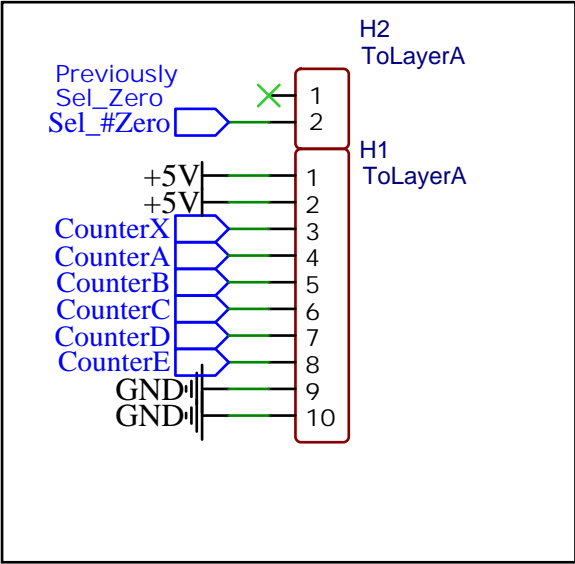 H2
ToLayerA
Previously
Sel_Zero
1
Sel_#Zero
2
H1
ToLayerA
+5V
1
+5V
2
CounterX
3
CounterA
4
CounterB
5
CounterC
6
CounterD
7
CounterE
8
GND
9
GND
10